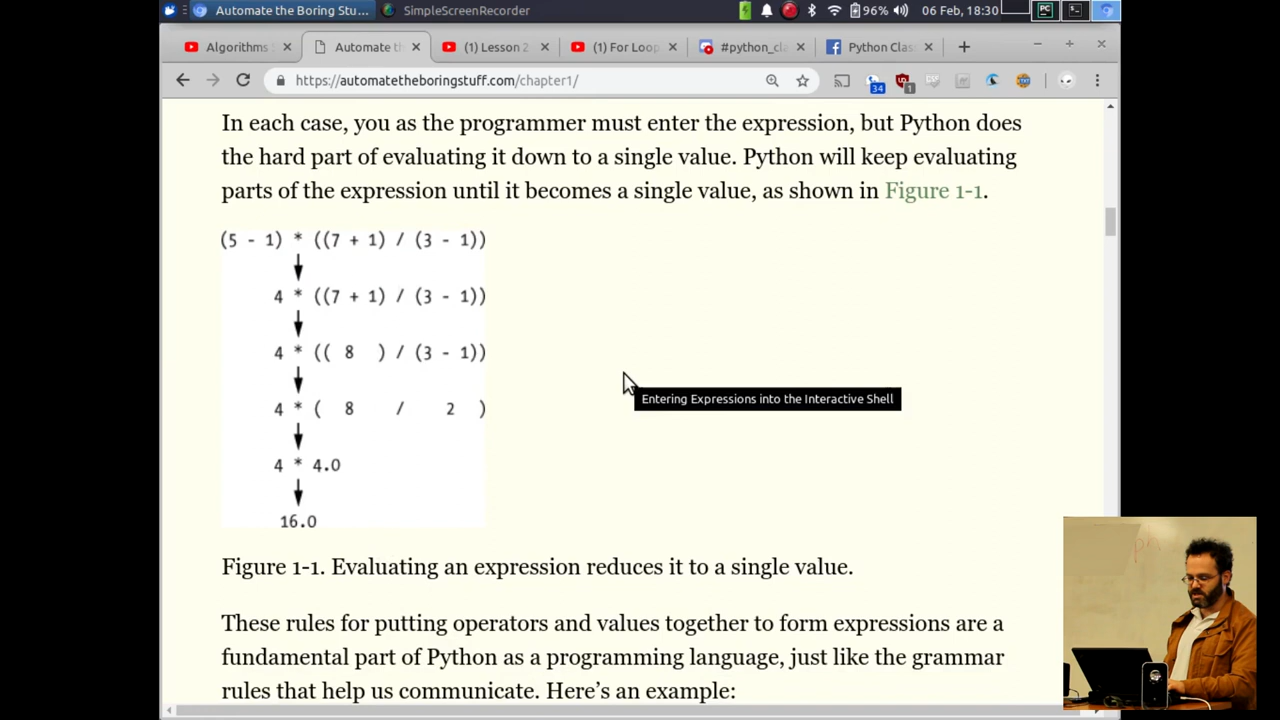 Automate the Boring Stu...
SimpleScreenRecorder
96%
06 Feb, 18:30
Algorithms
Automate th
(1) Lesson 2
(1) For Loop
#python_cla
Python Clas
https://automatetheboringstuff.com/chapter1/
34
1
In each case, you as the programmer must enter the expression, but Python does
the hard part of evaluating it down to a single value. Python will keep evaluating
parts of the expression until it becomes a single value, as shown in Figure 1-1.
(5 - 1) * ((7 + 1) / (3 - 1))
4 * ((7 + 1) / (3 - 1))
4 * (( 8 ) / (3 - 1))
4 * ( 8 / 2 )
4 * 4.0
16.0
Entering Expressions into the Interactive Shell
Figure 1-1. Evaluating an expression reduces it to a single value.
These rules for putting operators and values together to form expressions are a
fundamental part of Python as a programming language, just like the grammar
rules that help us communicate. Here’s an example: